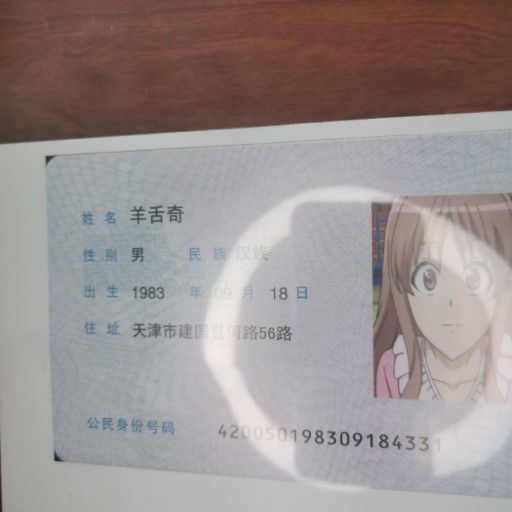 姓名 羊舌奇
性别 男 民族 汉族
出生 1983 年 09 月 18 日
住址 天津市建国县何路56路
公民身份号码 420050198309184331